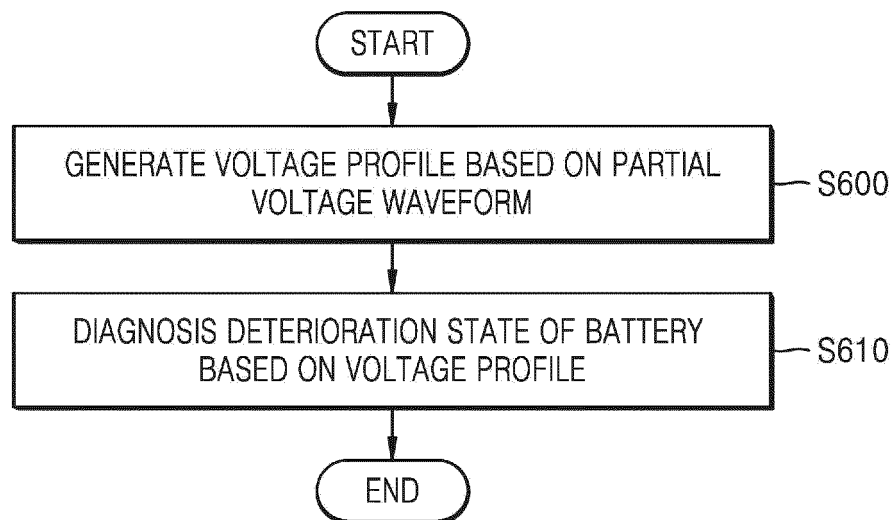 START
GENERATE VOLTAGE PROFILE BASED ON PARTIAL
VOLTAGE WAVEFORM
S600
DIAGNOSIS DETERIORATION STATE OF BATTERY
BASED ON VOLTAGE PROFILE
S610
END